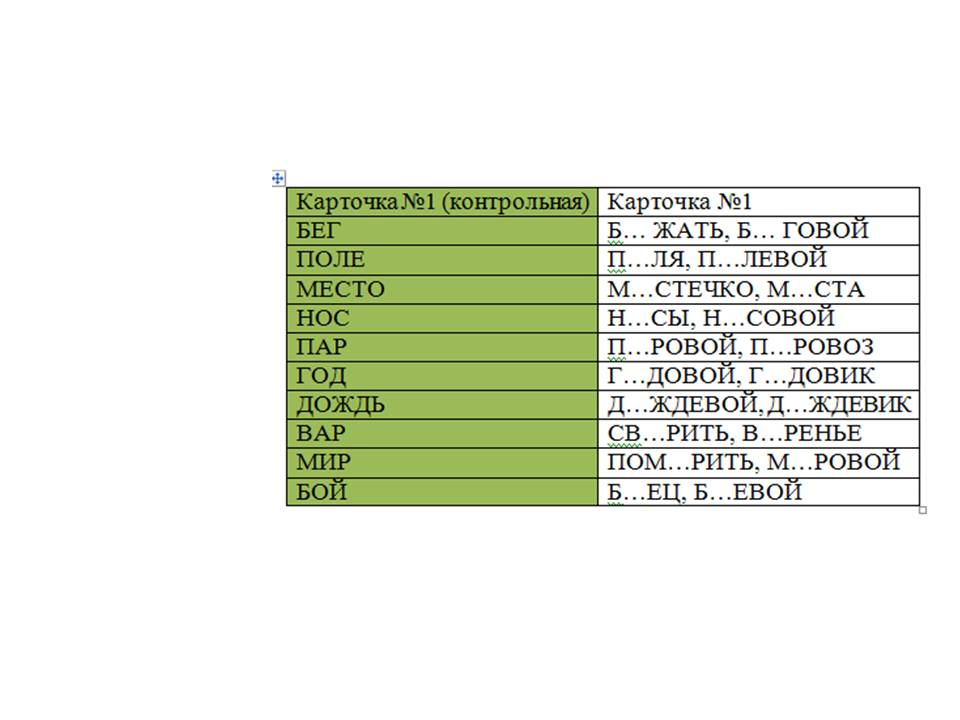 Карточка №1 (контрольная) Карточка №1
БЕГ Б… ЖАТЬ, Б… ГОВОЙ
ПОЛЕ П…ЛЯ, П…ЛЕВОЙ
МЕСТО М…СТЕЧКО, М…СТА
НОС Н…СЫ, Н…СОВОЙ
ПАР П…РОВОЙ, П…РОВОЗ
ГОД Г…ДОВОЙ, Г…ДОВИК
ДОЖДЬ Д…ЖДЕВОЙ, Д…ЖДЕВИК
ВАР СВ…РИТЬ, В…РЕНЬЕ
МИР ПОМ…РИТЬ, М…РОВОЙ
БОЙ Б…ЕЦ, Б…ЕВОЙ